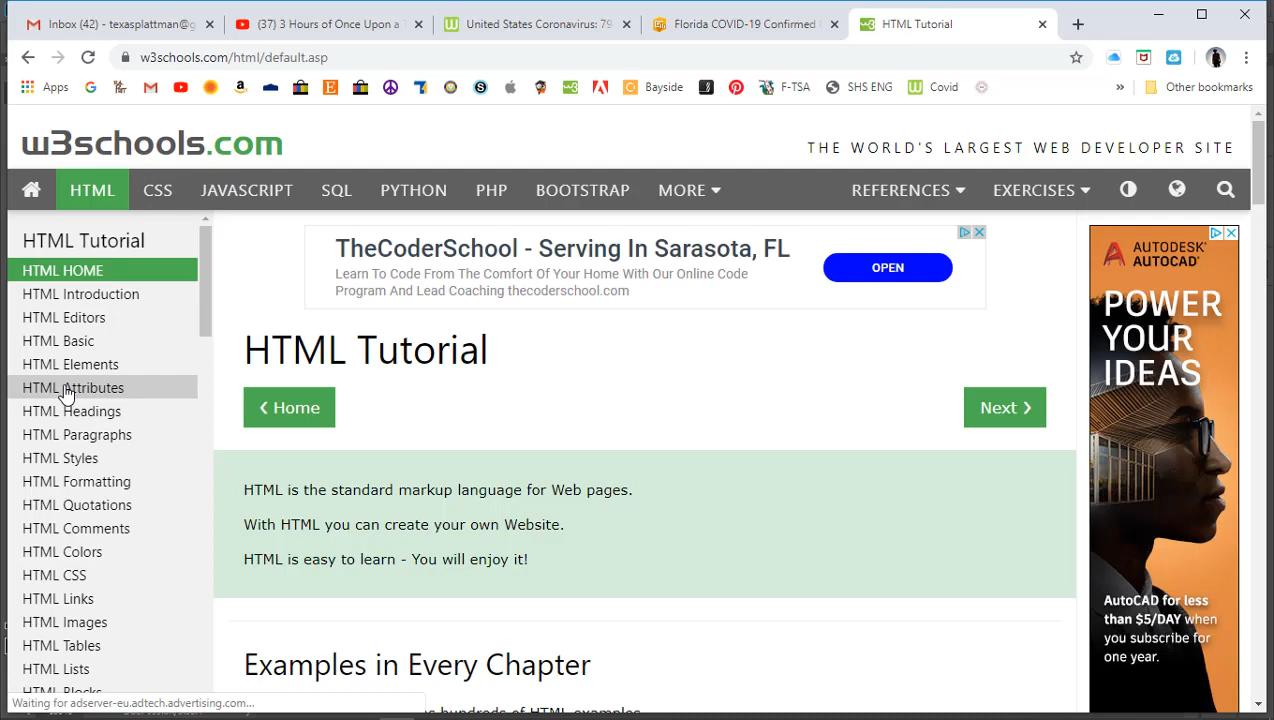 Inbox (42) - texasplattman@g
(37) 3 Hours of Once Upon a T
United States Coronavirus: 79
Florida COVID-19 Confirmed
HTML Tutorial
w3schools.com/html/default.asp
Apps
Bayside
F-TSA
SHS ENG
Covid
»
Other bookmarks
w3schools.com
THE WORLD'S LARGEST WEB DEVELOPER SITE
HTML CSS JAVASCRIPT SQL PYTHON PHP BOOTSTRAP MORE REFERENCES EXERCISES
HTML Tutorial
HTML HOME
HTML Introduction
HTML Editors
HTML Basic
HTML Elements
HTML Attributes
HTML Headings
HTML Paragraphs
HTML Styles
HTML Formatting
HTML Quotations
HTML Comments
HTML Colors
HTML CSS
HTML Links
HTML Images
HTML Tables
HTML Lists
HTML Blocks
Waiting for adserver-eu.adtech.advertising.com...
TheCoderSchool - Serving In Sarasota, FL
Learn To Code From The Comfort Of Your Home With Our Online Code
Program And Lead Coaching thecoderschool.com
OPEN
HTML Tutorial
❮ Home
Next ❯
HTML is the standard markup language for Web pages.
With HTML you can create your own Website.
HTML is easy to learn - You will enjoy it!
Examples in Every Chapter
hundreds of HTML examples
AUTODESK®
AUTOCAD®
POWER
YOUR
IDEAS
AutoCAD for less
than $5/DAY when
you subscribe for
one year.